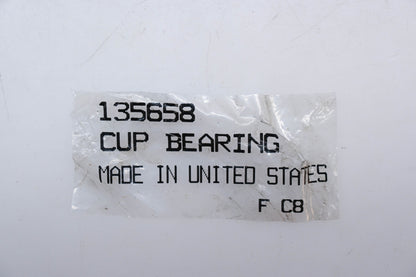 135658
CUP BEARING
MADE IN UNITED STATES
F C8